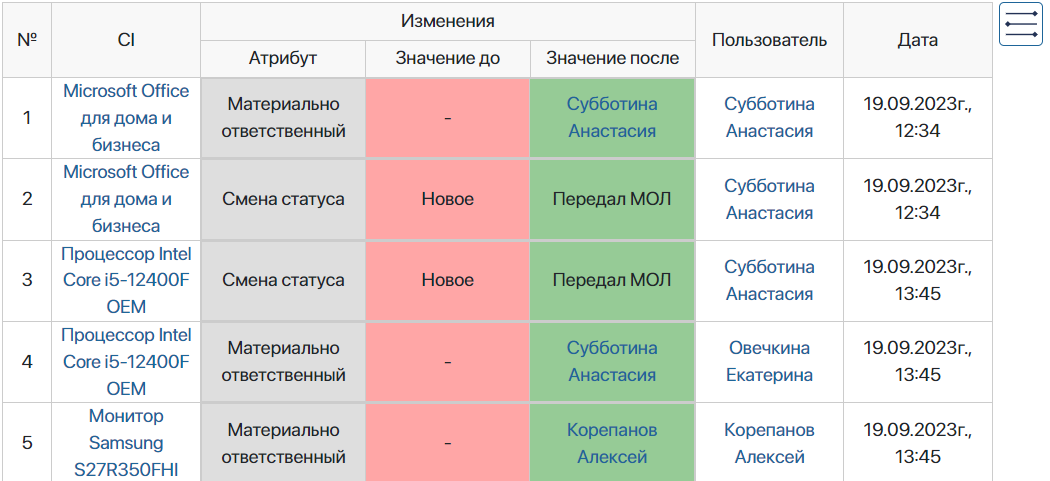 №
CI
Изменения
Пользователь
Дата
Атрибут
Значение до
Значение после
1
Microsoft Office
для дома и
бизнеса
Материально
ответственный
-
Субботина
Анастасия
Субботина
Анастасия
19.09.2023г.,
12:34
2
Microsoft Office
для дома и
бизнеса
Смена статуса
Новое
Передал МОЛ
Субботина
Анастасия
19.09.2023г.,
12:34
3
Процессор Intel
Core i5-12400F
OEM
Смена статуса
Новое
Передал МОЛ
Субботина
Анастасия
19.09.2023г.,
13:45
4
Процессор Intel
Core i5-12400F
OEM
Материально
ответственный
-
Субботина
Анастасия
Овечкина
Екатерина
19.09.2023г.,
13:45
5
Монитор
Samsung
S27R350FHI
Материально
ответственный
-
Корепанов
Алексей
Корепанов
Алексей
19.09.2023г.,
13:45